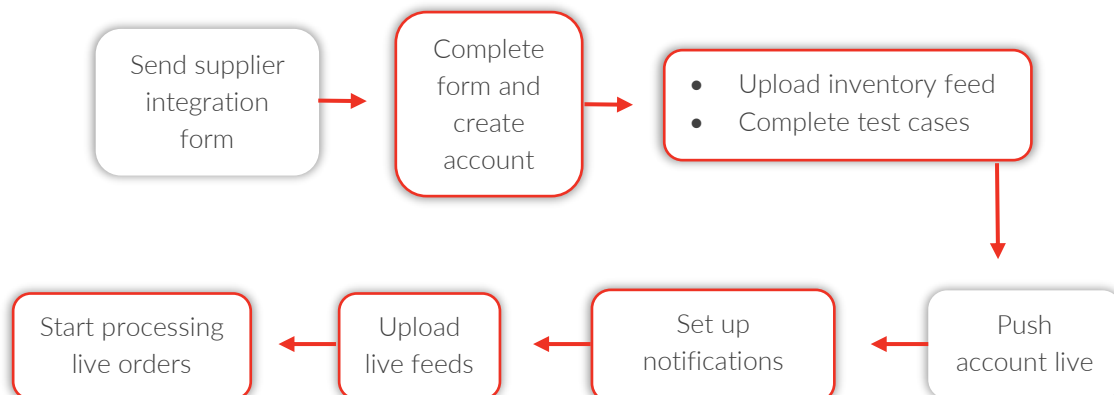 Send supplier
integration
form
Complete
form and
create
account
• Upload inventory feed
• Complete test cases
Push
account live
Set up
notifications
Upload
live feeds
Start processing
live orders